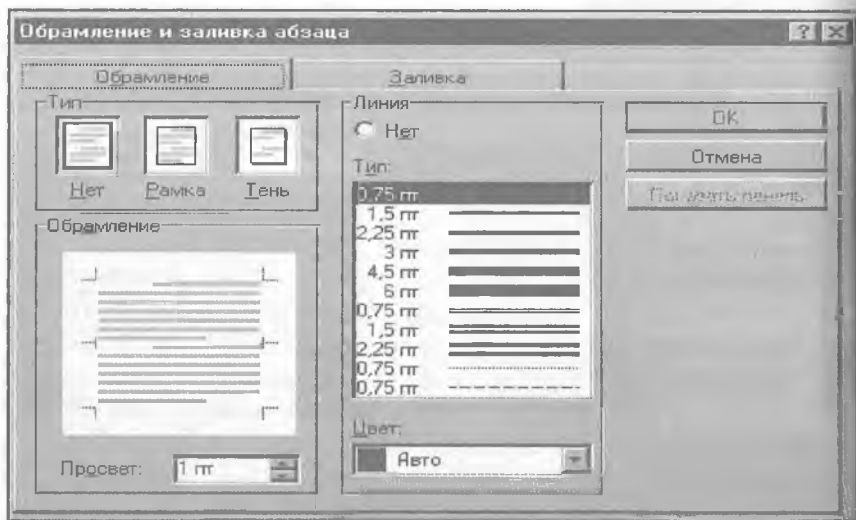 Обрамление и заливка абзаца
Обрамление
Заливка
Тип
Нет
Рамка
Тень
Обрамление
Просвет:
1 пт
Линия
Нет
Тип:
0,75 пт
1,5 пт
2,25 пт
3 пт
4,5 пт
6 пт
0,75 пт
1,5 пт
2,25 пт
0,75 пт
0,75 пт
Цвет:
Авто
OK
Отмена
Показать панель